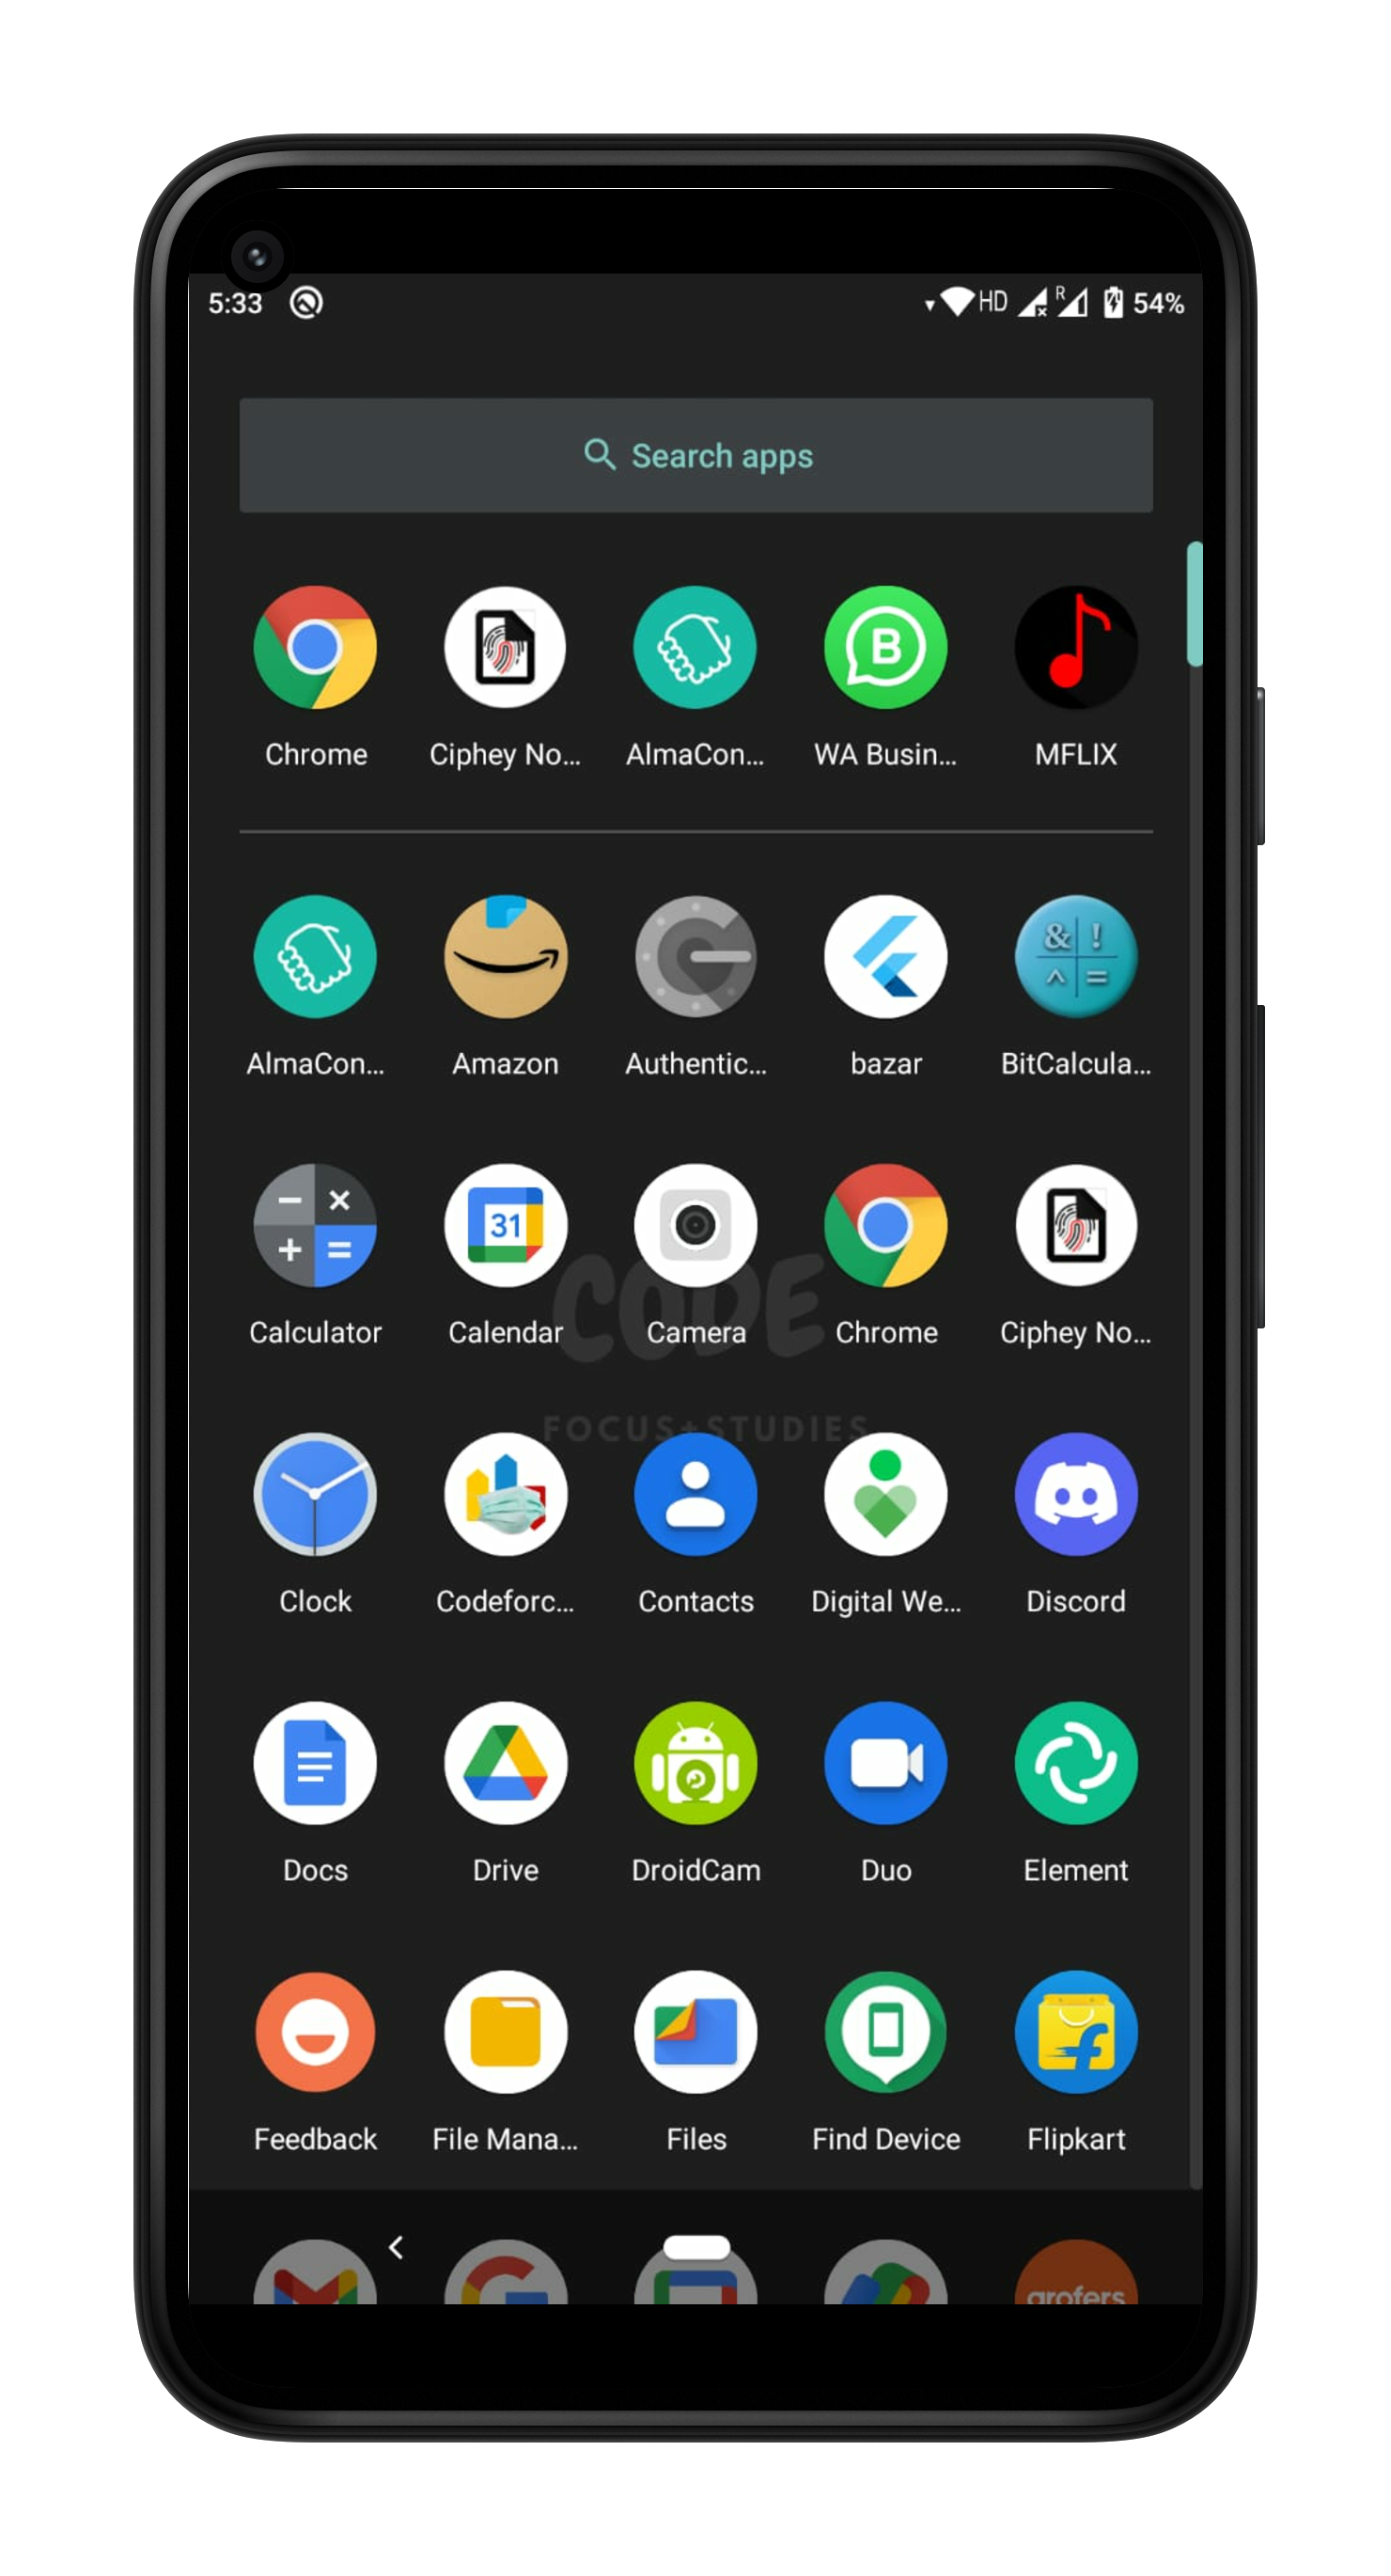 5:33 HD R 54%
Search apps
B
Chrome Ciphey No... AlmaCon... WA Busin... MFLIX
& !
^ =
AlmaCon... Amazon Authentic... bazar BitCalcula...
− ×
31
+ =
CODE
Calculator Calendar Camera Chrome Ciphey No...
FOCUS+STUDIES
Clock Codeforc... Contacts Digital We... Discord
Docs Drive DroidCam Duo Element
f
Feedback File Mana... Files Find Device Flipkart
grofers